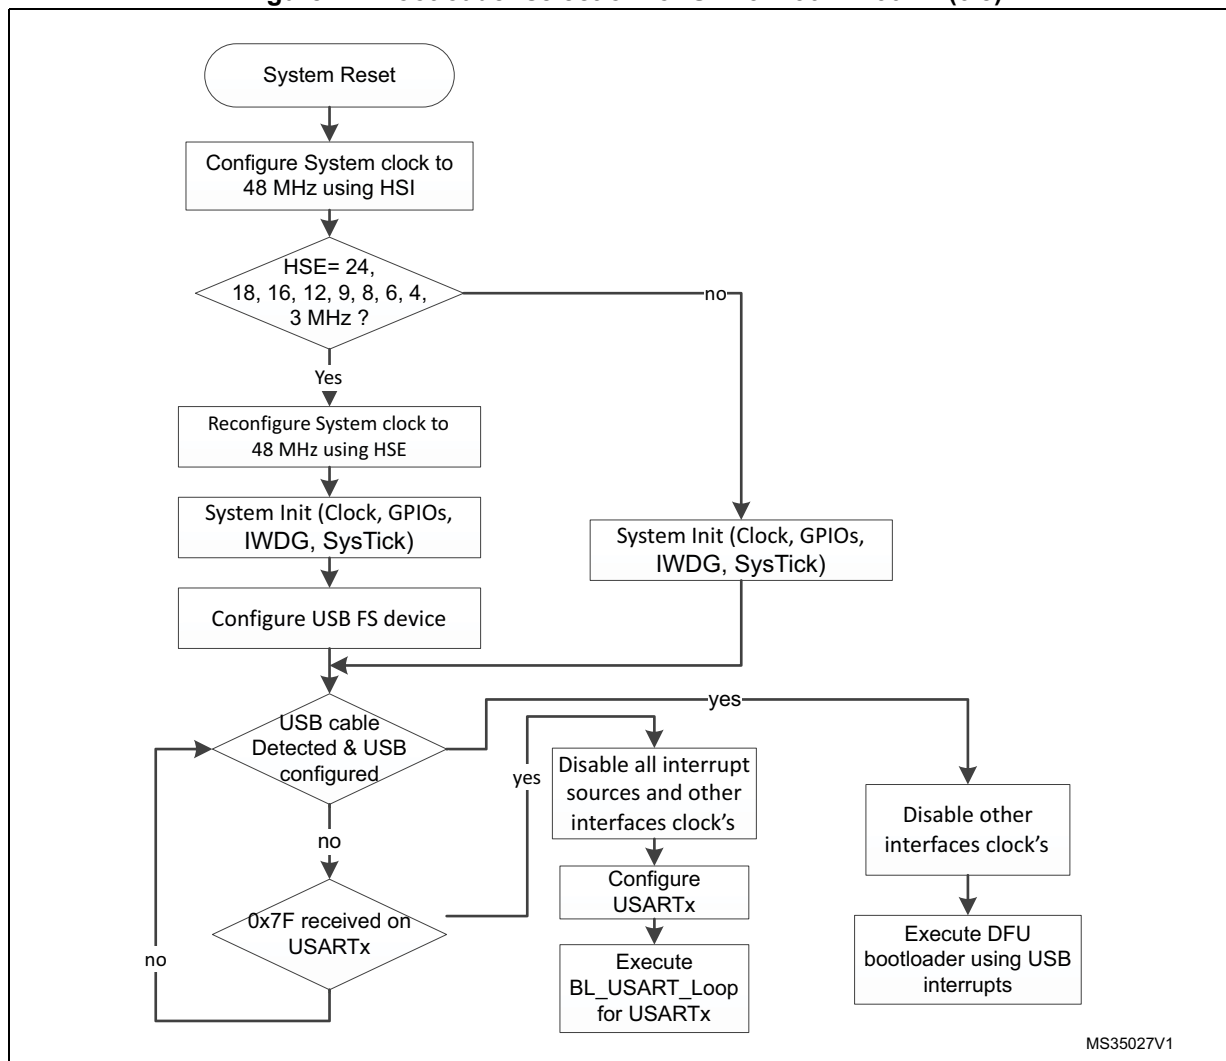 System Reset
Configure System clock to
48 MHz using HSI
HSE= 24,
18, 16, 12, 9, 8, 6, 4,
3 MHz ?
no
Yes
Reconfigure System clock to
48 MHz using HSE
System Init (Clock, GPIOs,
IWDG, SysTick)
System Init (Clock, GPIOs,
IWDG, SysTick)
Configure USB FS device
yes
USB cable
Detected & USB
configured
yes
Disable all interrupt
sources and other
interfaces clock's
Disable other
interfaces clock's
no
Configure
USARTx
0x7F received on
USARTx
no
Execute
BL_USART_Loop
for USARTx
Execute DFU
bootloader using USB
interrupts
MS35027V1